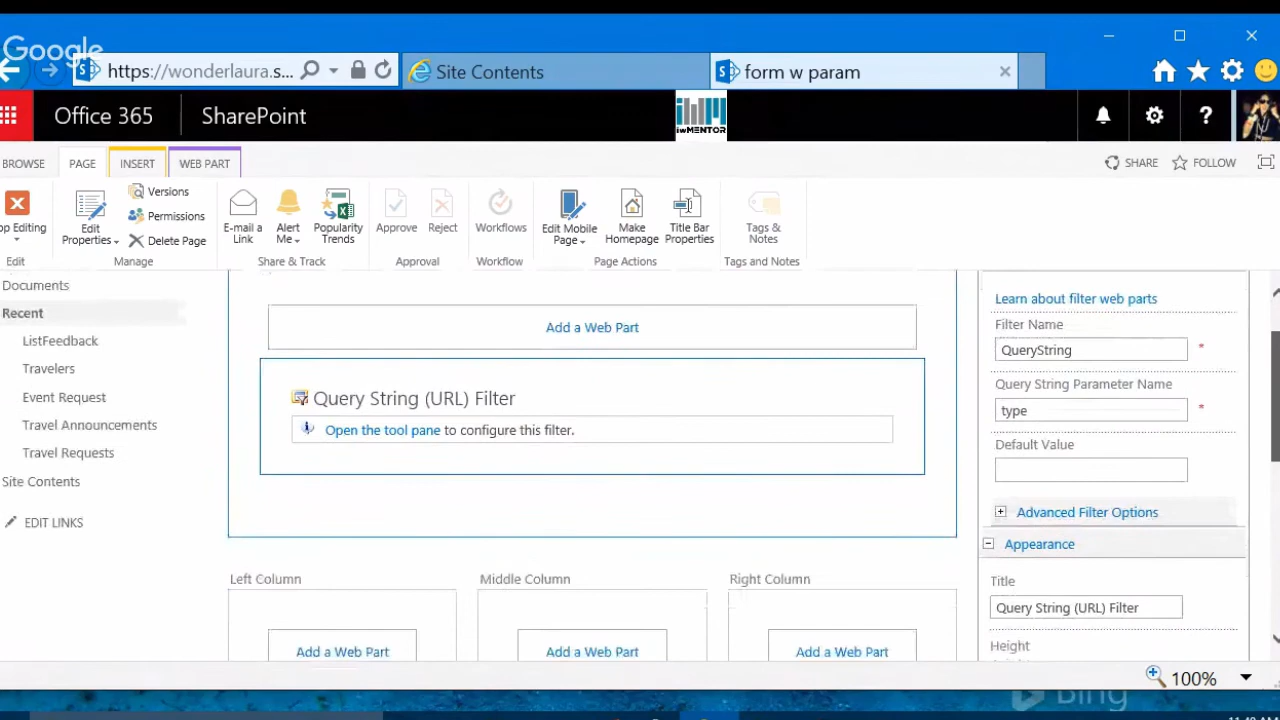 Google
https://wonderlaura.s...
Site Contents
form w param
Office 365
SharePoint
iwMENTOR
BROWSE
PAGE
INSERT
WEB PART
SHARE
FOLLOW
op Editing
Edit Properties
Versions
Permissions
Delete Page
E-mail a Link
Alert Me
Popularity Trends
Approve
Reject
Workflows
Edit Mobile Page
Make Homepage
Title Bar Properties
Tags & Notes
Edit
Manage
Share & Track
Approval
Workflow
Page Actions
Tags and Notes
Documents
Recent
ListFeedback
Travelers
Event Request
Travel Announcements
Travel Requests
Site Contents
EDIT LINKS
Add a Web Part
Query String (URL) Filter
Open the tool pane to configure this filter.
Left Column
Middle Column
Right Column
Add a Web Part
Add a Web Part
Add a Web Part
Learn about filter web parts
Filter Name
QueryString *
Query String Parameter Name
type *
Default Value
Advanced Filter Options
Appearance
Title
Query String (URL) Filter
Height
100%
Bing